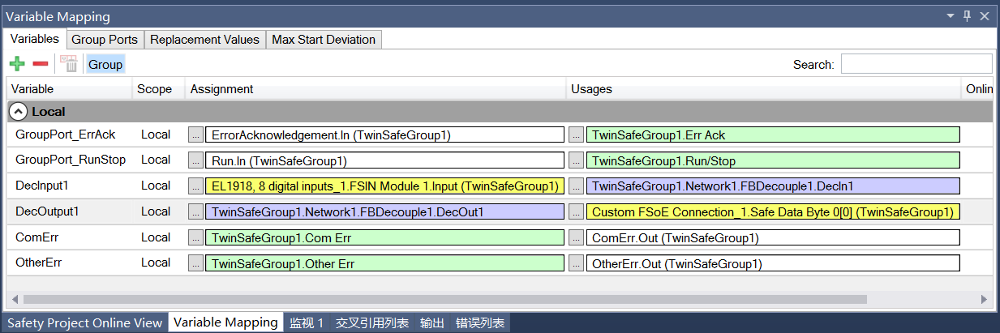 Variable Mapping
Variables Group Ports Replacement Values Max Start Deviation
Group Search:
Variable Scope Assignment Usages Onlin
Local
GroupPort_ErrAck Local ... ErrorAcknowledgement.In (TwinSafeGroup1) ... TwinSafeGroup1.Err Ack
GroupPort_RunStop Local ... Run.In (TwinSafeGroup1) ... TwinSafeGroup1.Run/Stop
DecInput1 Local ... EL1918, 8 digital inputs_1.FSIN Module 1.Input (TwinSafeGroup1) ... TwinSafeGroup1.Network1.FBDecouple1.DecIn1
DecOutput1 Local ... TwinSafeGroup1.Network1.FBDecouple1.DecOut1 ... Custom FSoE Connection_1.Safe Data Byte 0[0] (TwinSafeGroup1)
ComErr Local ... TwinSafeGroup1.Com Err ... ComErr.Out (TwinSafeGroup1)
OtherErr Local ... TwinSafeGroup1.Other Err ... OtherErr.Out (TwinSafeGroup1)
Safety Project Online View Variable Mapping 监视 1 交叉引用列表 输出 错误列表